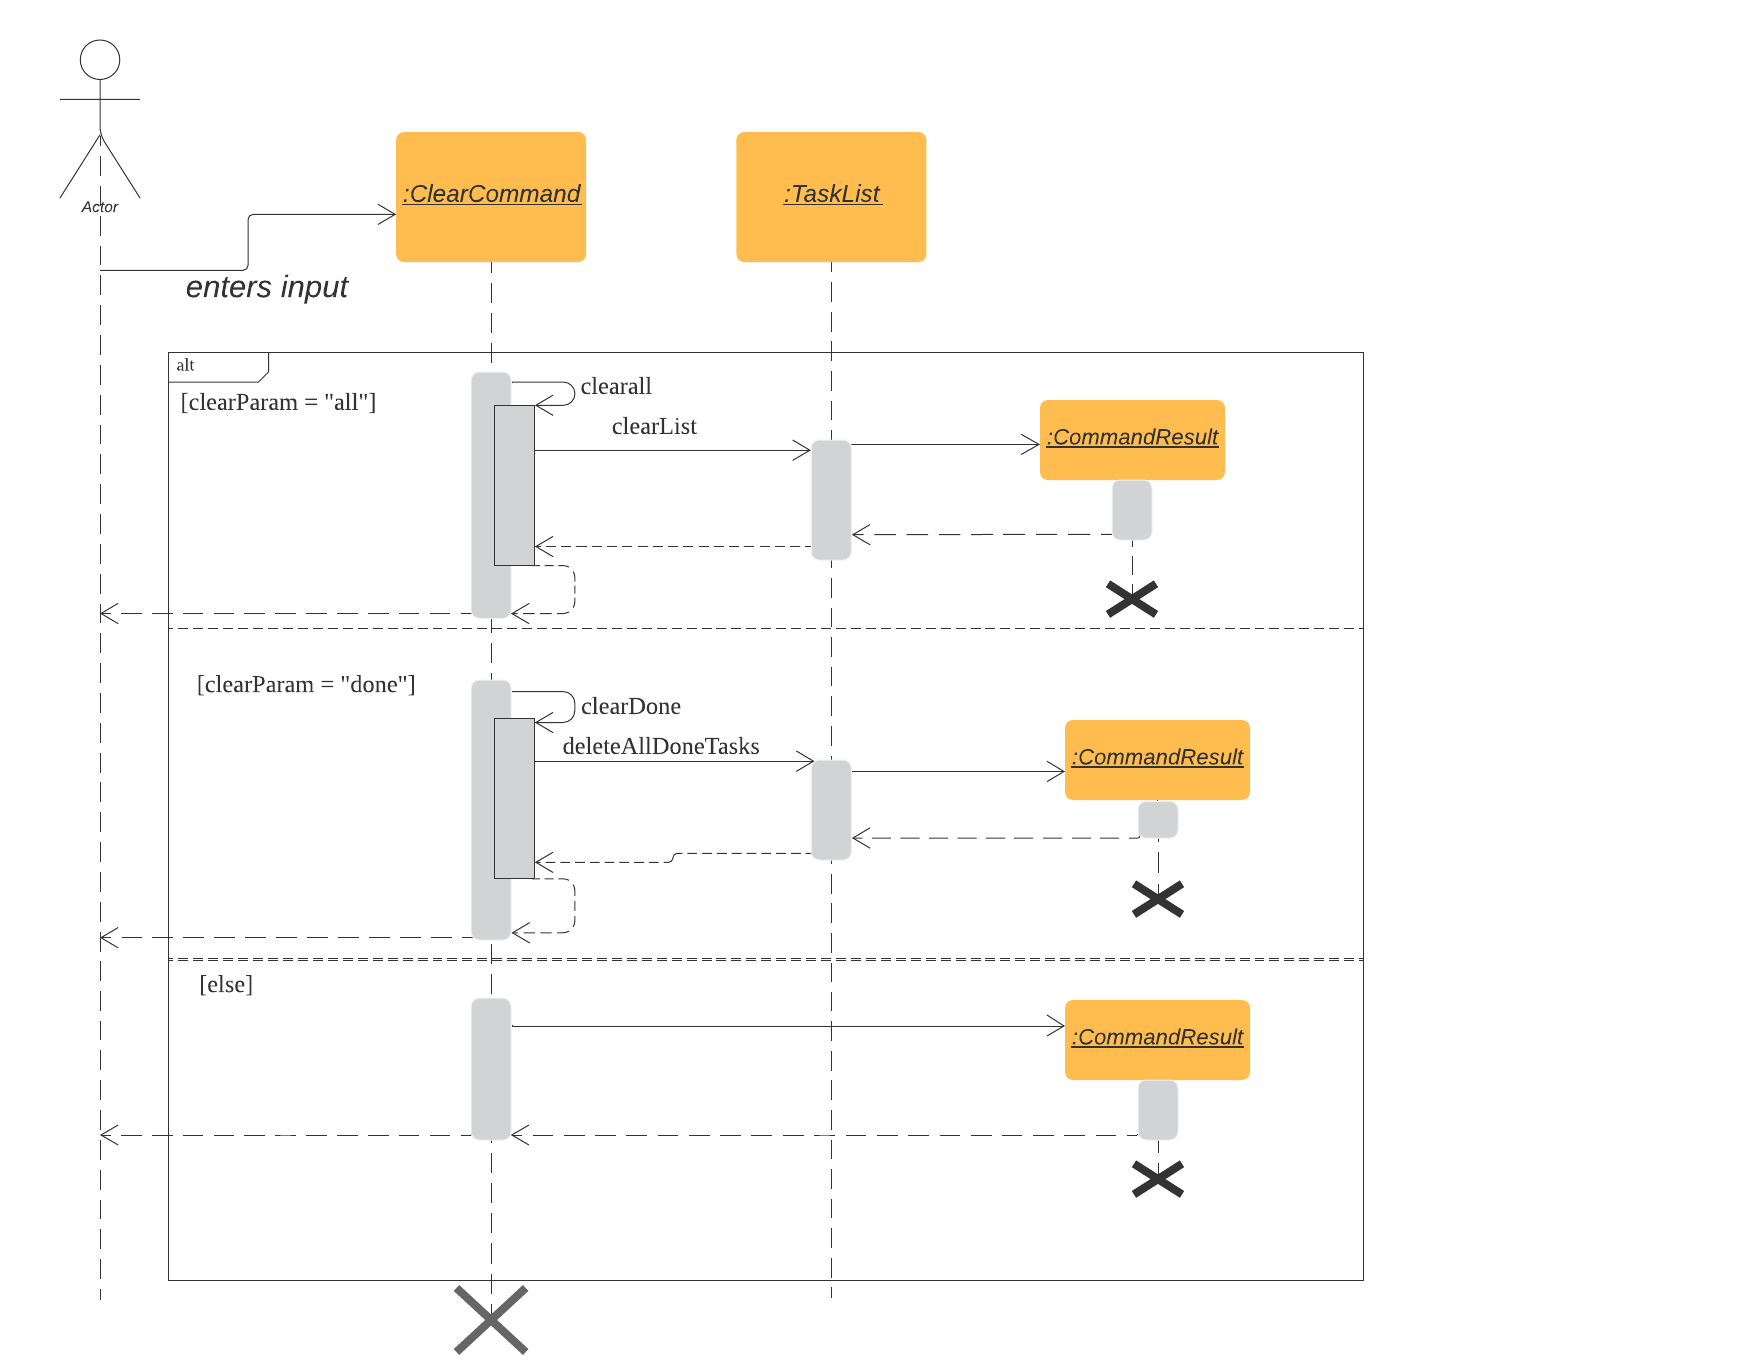 Actor
:ClearCommand
:TaskList
enters input
alt
[clearParam = "all"]
clearall
clearList
:CommandResult
[clearParam = "done"]
clearDone
deleteAllDoneTasks
:CommandResult
[else]
:CommandResult